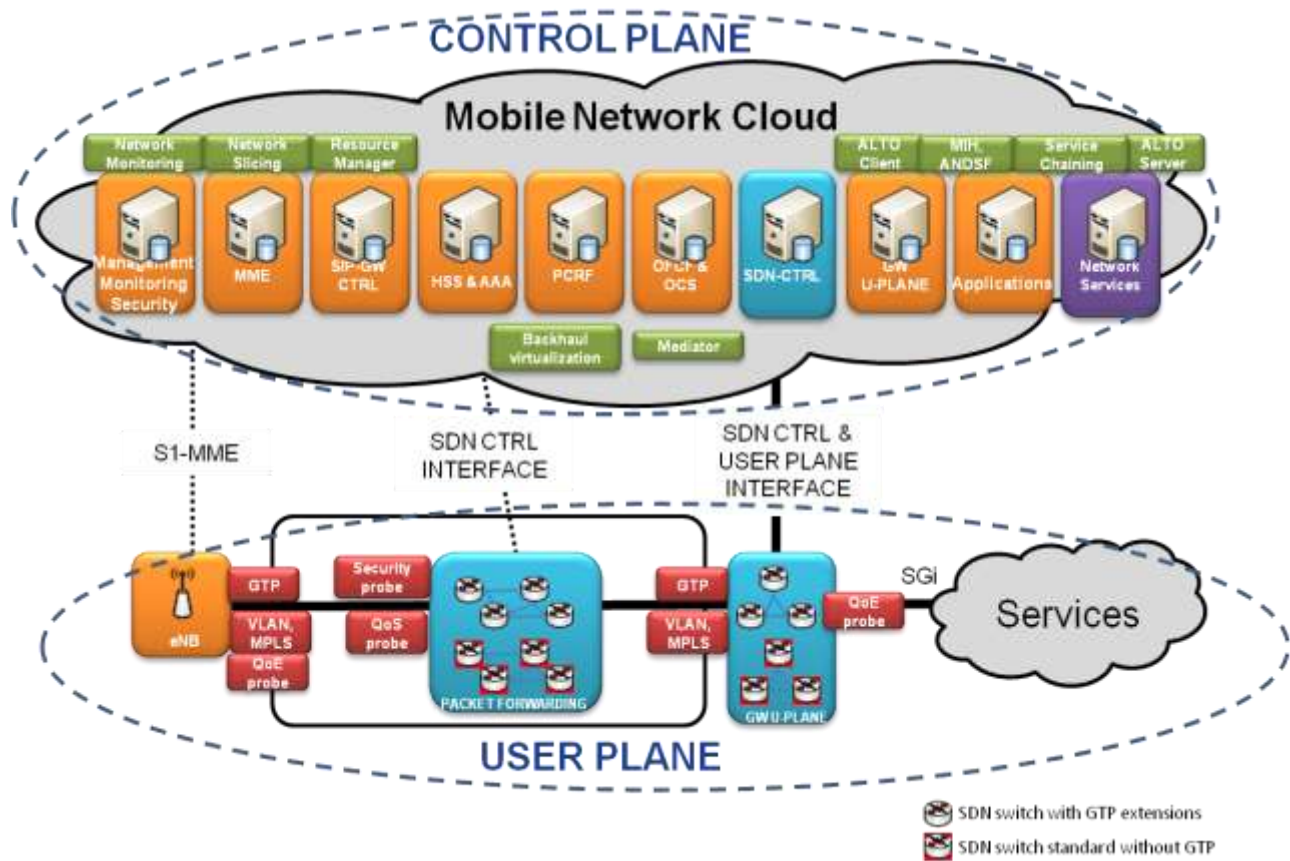 CONTROL PLANE
Mobile Network Cloud
Network
Monitoring
Network
Slicing
Resource
Manager
ALTO
Client
MIH,
ANDSF
Service
Chaining
ALTO
Server
Management
Monitoring
Security
MME
S/P-GW
CTRL
HSS & AAA
PCRF
OFCF &
OCS
SDN-CTRL
GW
U-PLANE
Applications
Network
Services
Backhaul
virtualization
Mediator
S1-MME
SDN CTRL
INTERFACE
SDN CTRL &
USER PLANE
INTERFACE
eNB
GTP
VLAN,
MPLS
QoE
probe
Security
probe
QoS
probe
PACKET FORWARDING
GTP
VLAN,
MPLS
GW U-PLANE
QoE
probe
SGi
Services
USER PLANE
SDN switch with GTP extensions
SDN switch standard without GTP